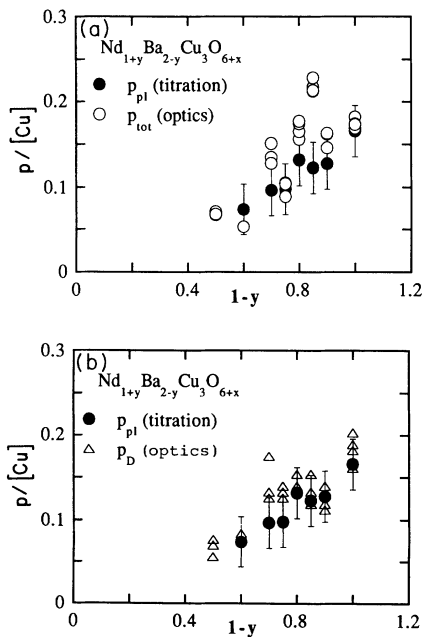 (a)
Nd1+yBa2-yCu3O6+x
● ppl (titration)
○ ptot (optics)
p/[Cu]
0.3
0.2
0.1
0
0 0.4 0.8 1.2
1-y
(b)
Nd1+yBa2-yCu3O6+x
● ppl (titration)
△ pD (optics)
p/[Cu]
0.3
0.2
0.1
0
0 0.4 0.8 1.2
1-y